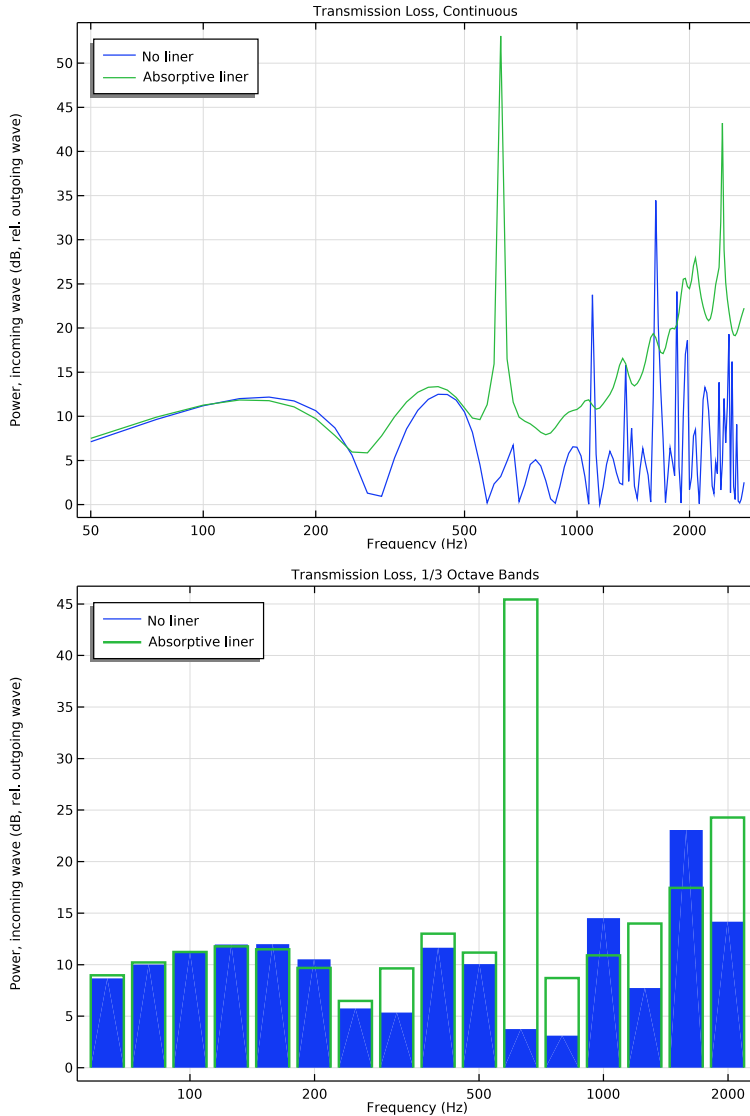 Transmission Loss, Continuous
Power, incoming wave (dB, rel. outgoing wave)
50
45
40
35
30
25
20
15
10
5
0
No liner
Absorptive liner
50 100 200 500 1000 2000
Frequency (Hz)
Transmission Loss, 1/3 Octave Bands
Power, incoming wave (dB, rel. outgoing wave)
45
40
35
30
25
20
15
10
5
0
No liner
Absorptive liner
100 200 500 1000 2000
Frequency (Hz)